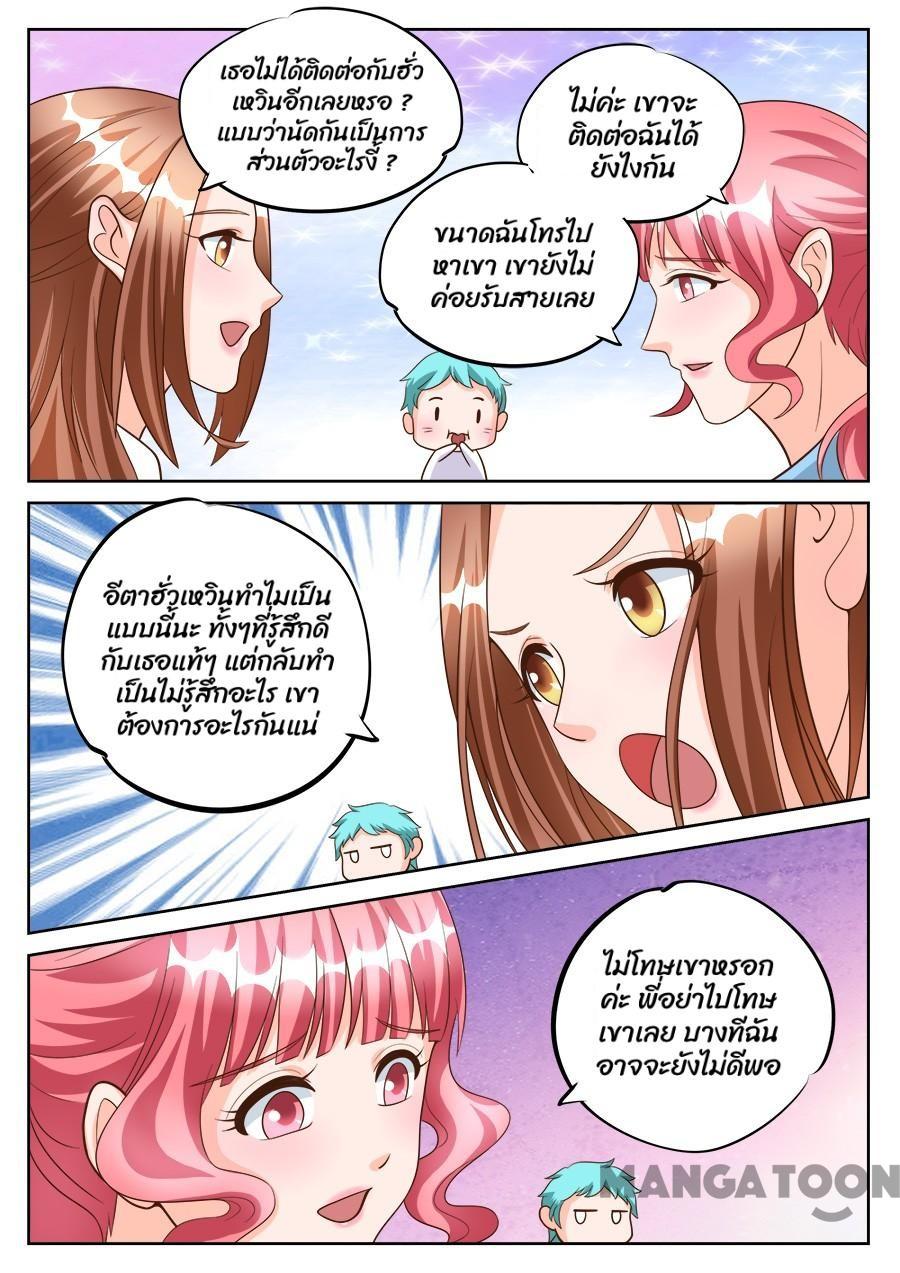 เธอไม่ได้ติดต่อกับฮั่ว
เหวินอีกเลยหรอ ?
แบบว่านัดกันเป็นการ
ส่วนตัวอะไรงี้ ?
ไม่ค่ะ เขาจะ
ติดต่อฉันได้
ยังไงกัน
ขนาดฉันโทรไป
หาเขา เขายังไม่
ค่อยรับสายเลย
อีตาฮั่วเหวินทำไมเป็น
แบบนี้นะ ทั้งๆที่รู้สึกดี
กับเธอแท้ๆ แต่กลับทำ
เป็นไม่รู้สึกอะไร เขา
ต้องการอะไรกันแน่
ไม่โทษเขาหรอก
ค่ะ พี่อย่าไปโทษ
เขาเลย บางทีฉัน
อาจจะยังไม่ดีพอ
MANGATOON